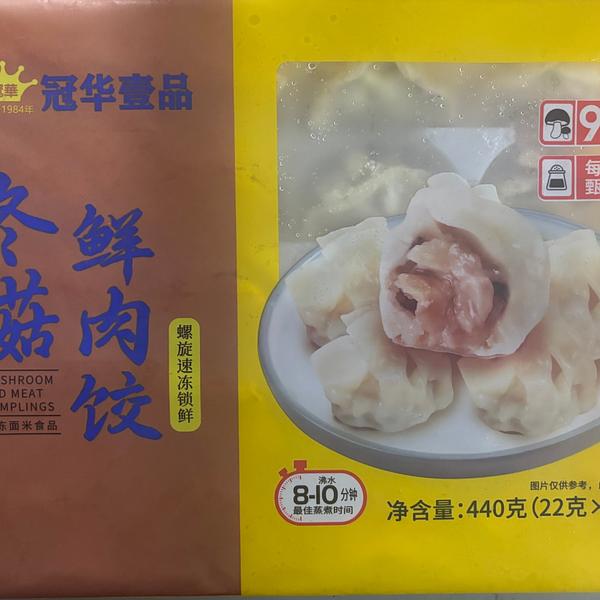 華
1984年
冠华壹品
冬菇
鲜肉饺
螺旋速冻锁鲜
SHROOM
D MEAT
MPLINGS
冻面米食品
9
每
甄
沸水
8-10分钟
最佳蒸煮时间
图片仅供参考，
净含量：440克（22克×